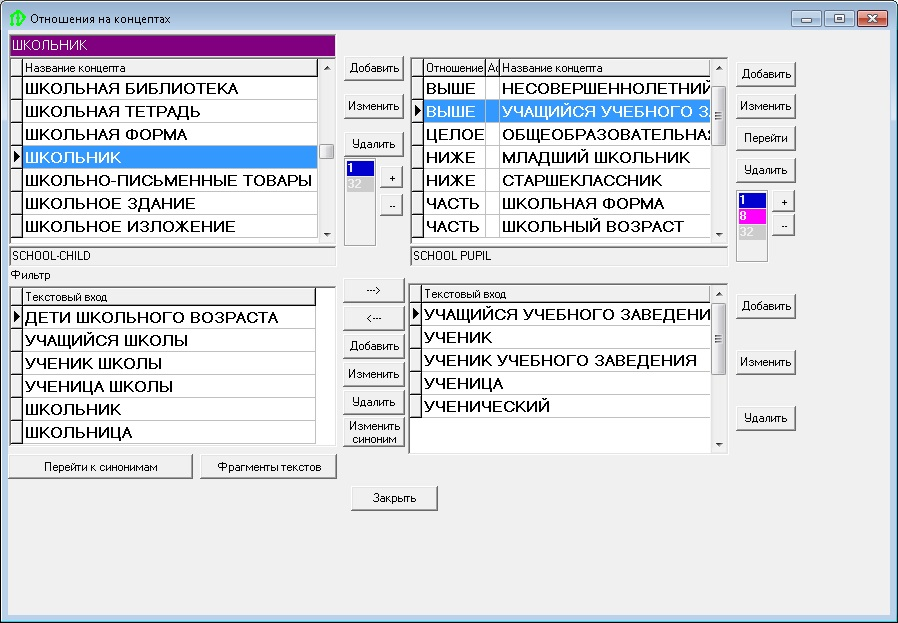 Отношения на концептах
ШКОЛЬНИК
Название концепта
ШКОЛЬНАЯ БИБЛИОТЕКА
ШКОЛЬНАЯ ТЕТРАДЬ
ШКОЛЬНАЯ ФОРМА
ШКОЛЬНИК
ШКОЛЬНО-ПИСЬМЕННЫЕ ТОВАРЫ
ШКОЛЬНОЕ ЗДАНИЕ
ШКОЛЬНОЕ ИЗЛОЖЕНИЕ
SCHOOL-CHILD
Добавить
Изменить
Удалить
1
32
+
--
Отношение Ас Название концепта
ВЫШЕ НЕСОВЕРШЕННОЛЕТНИЙ
ВЫШЕ УЧАЩИЙСЯ УЧЕБНОГО З
ЦЕЛОЕ ОБЩЕОБРАЗОВАТЕЛЬНАЯ
НИЖЕ МЛАДШИЙ ШКОЛЬНИК
НИЖЕ СТАРШЕКЛАССНИК
ЧАСТЬ ШКОЛЬНАЯ ФОРМА
ЧАСТЬ ШКОЛЬНЫЙ ВОЗРАСТ
SCHOOL PUPIL
Добавить
Изменить
Перейти
Удалить
1
8
32
+
--
Фильтр
Текстовый вход
ДЕТИ ШКОЛЬНОГО ВОЗРАСТА
УЧАЩИЙСЯ ШКОЛЫ
УЧЕНИК ШКОЛЫ
УЧЕНИЦА ШКОЛЫ
ШКОЛЬНИК
ШКОЛЬНИЦА
--->
<---
Добавить
Изменить
Удалить
Изменить
синоним
Текстовый вход
УЧАЩИЙСЯ УЧЕБНОГО ЗАВЕДЕНИ
УЧЕНИК
УЧЕНИК УЧЕБНОГО ЗАВЕДЕНИЯ
УЧЕНИЦА
УЧЕНИЧЕСКИЙ
Добавить
Изменить
Удалить
Перейти к синонимам
Фрагменты текстов
Закрыть